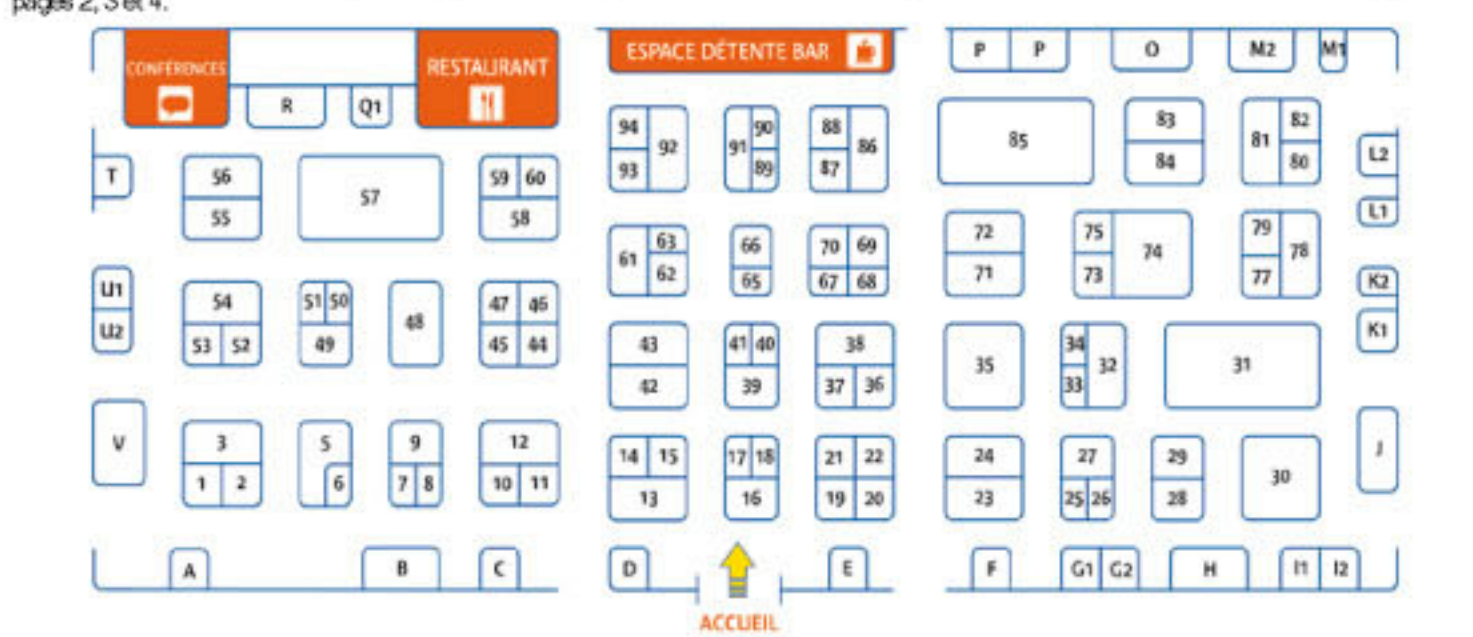 pages 2, 3 et 4.
CONFÉRENCES
RESTAURANT
ESPACE DÉTENTE BAR
P P O M2 M1
R Q1
94 92 91 90 88 86 85 83 81 82
93 89 87 84 80 L2
T 56 57 59 60
55 58
L1
61 63 66 70 69 72 75 74 79 78
62 65 67 68 71 73 77 K2
U1 54 51 50 48 47 46
U2 53 52 49 45 44
K1
43 41 40 38 35 34 32 31
42 39 37 36 33
V 3 5 9 12
1 2 6 7 8 10 11
14 15 17 18 21 22 24 27 29 30 J
13 16 19 20 23 25 26 28
A B C D E F G1 G2 H I1 I2
ACCUEIL